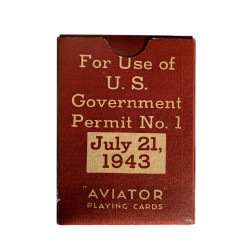 For Use of
U. S.
Government
Permit No. 1
July 21,
1943
"AVIATOR"
PLAYING CARDS